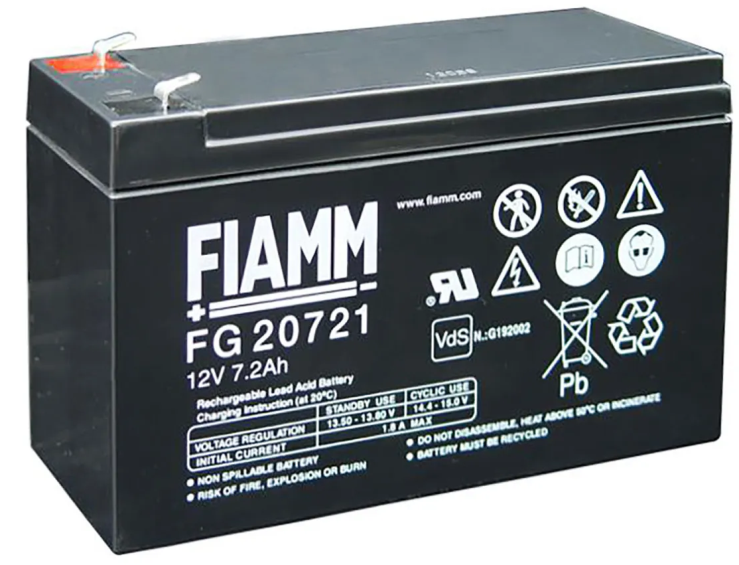 www.fiamm.com
FIAMM
+ -
FG 20721
12V 7.2Ah
Rechargeable Lead Acid Battery
Charging Instruction (at 20ºC)
STANDBY USE CYCLIC USE
VOLTAGE REGULATION 13.50 - 13.80 V 14.4 - 15.0 V
INITIAL CURRENT 1.8 A MAX
● NON SPILLABLE BATTERY
● RISK OF FIRE, EXPLOSION OR BURN
● DO NOT DISASSEMBLE, HEAT ABOVE 50ºC OR INCINERATE
● BATTERY MUST BE RECYCLED
VdS N.:G192002
Pb